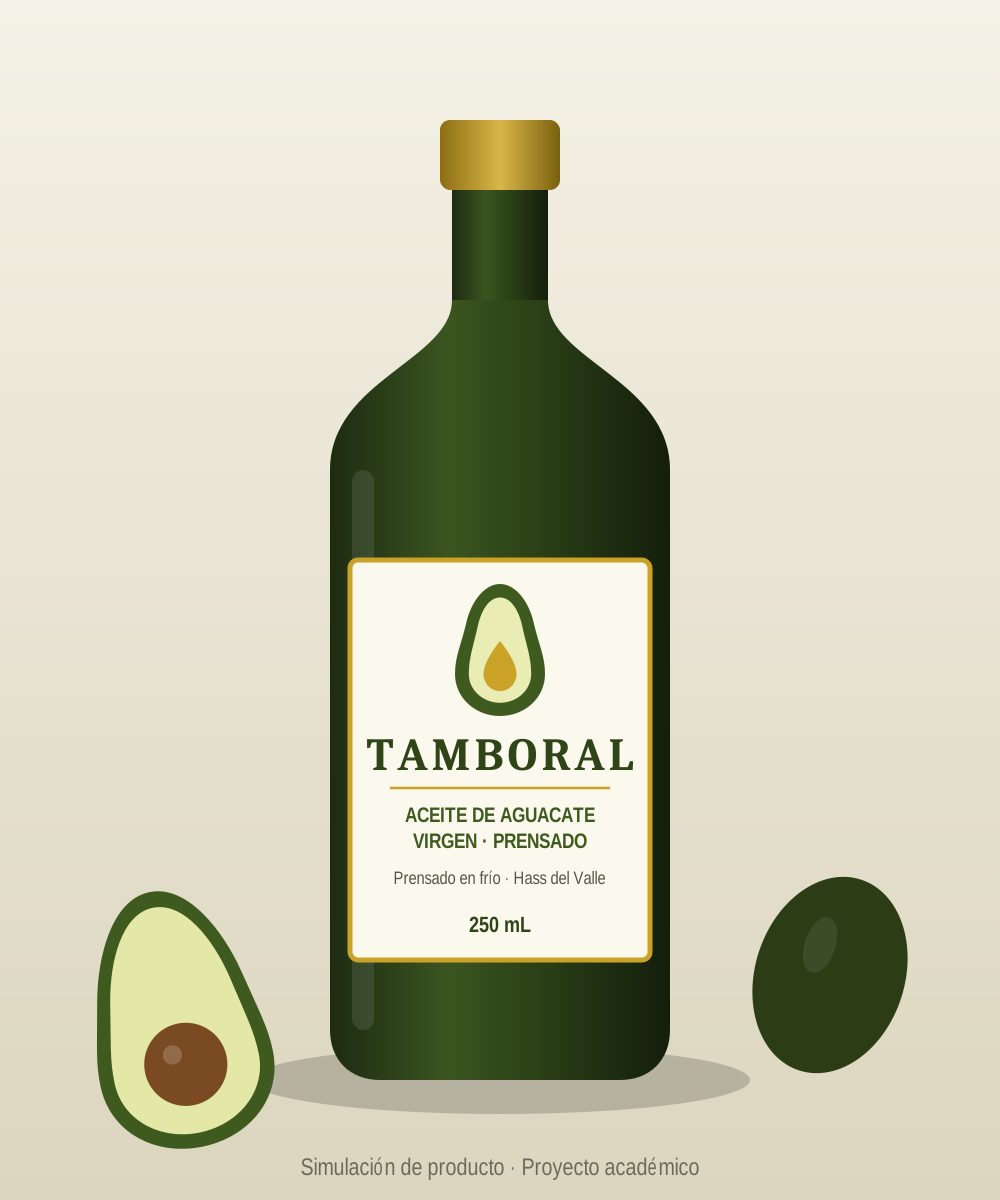 TAMBORAL
ACEITE DE AGUACATE
VIRGEN · PRENSADO
Prensado en frío · Hass del Valle
250 mL
Simulación de producto · Proyecto académico